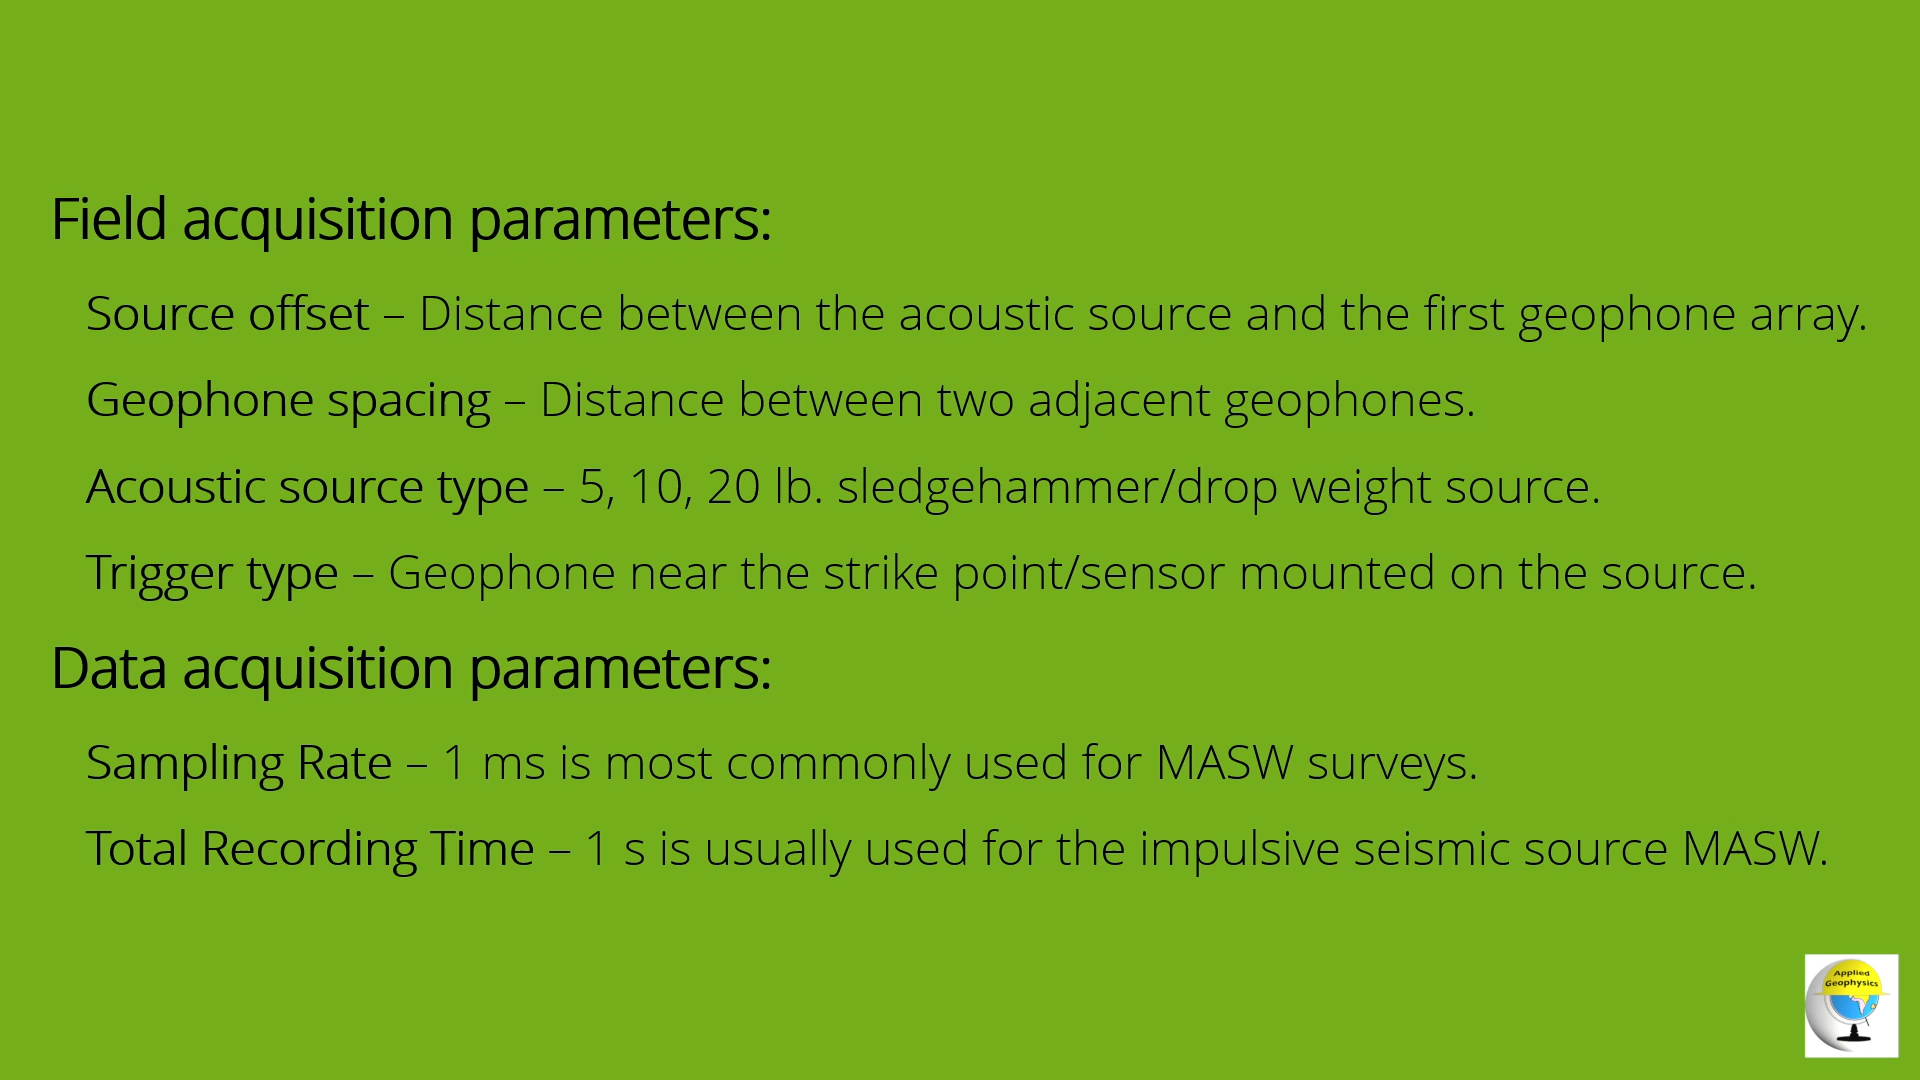 Field acquisition parameters:
Source offset – Distance between the acoustic source and the first geophone array.
Geophone spacing – Distance between two adjacent geophones.
Acoustic source type – 5, 10, 20 lb. sledgehammer/drop weight source.
Trigger type – Geophone near the strike point/sensor mounted on the source.
Data acquisition parameters:
Sampling Rate – 1 ms is most commonly used for MASW surveys.
Total Recording Time – 1 s is usually used for the impulsive seismic source MASW.
Applied
Geophysics